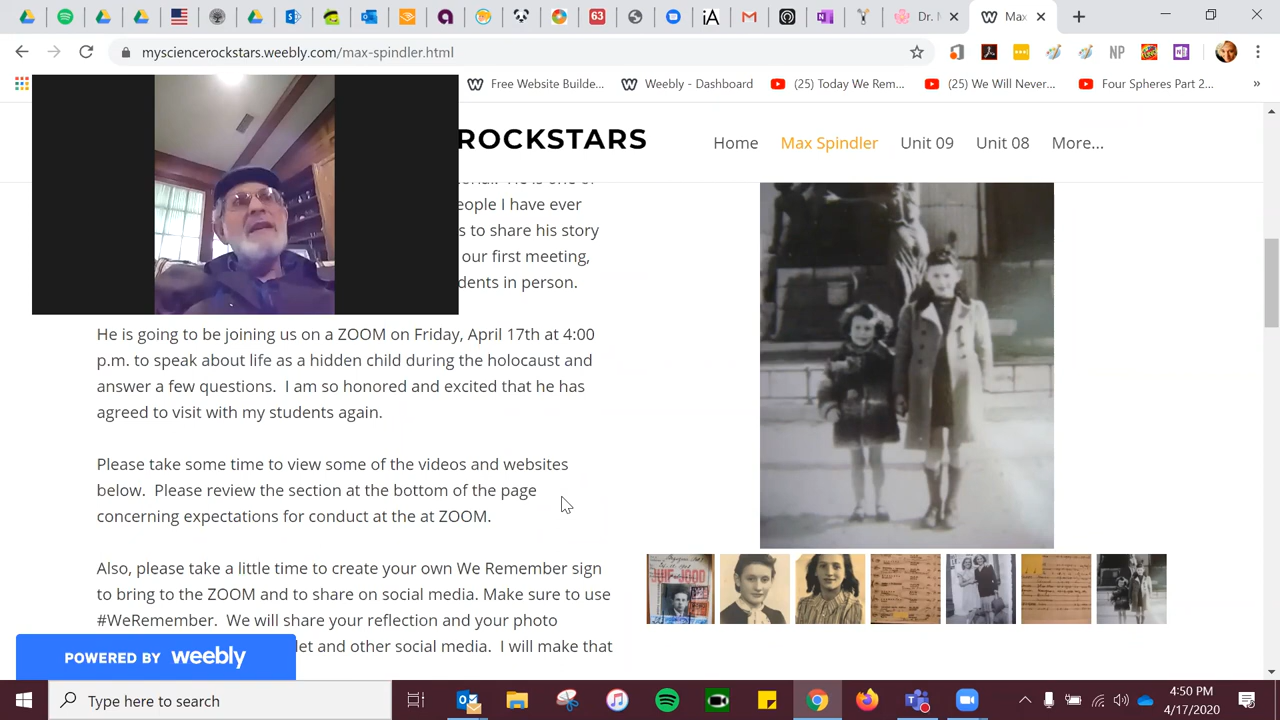 63
iA
Dr. M
Max
mysciencerockstars.weebly.com/max-spindler.html
NP
Free Website Builde...
Weebly - Dashboard
(25) Today We Rem...
(25) We Will Never...
Four Spheres Part 2...
»
ROCKSTARS
Home
Max Spindler
Unit 09
Unit 08
More...
eople I have ever
s to share his story
our first meeting,
dents in person.
He is going to be joining us on a ZOOM on Friday, April 17th at 4:00
p.m. to speak about life as a hidden child during the holocaust and
answer a few questions. I am so honored and excited that he has
agreed to visit with my students again.
Please take some time to view some of the videos and websites
below. Please review the section at the bottom of the page
concerning expectations for conduct at the at ZOOM.
Also, please take a little time to create your own We Remember sign
to bring to the ZOOM and to share on social media. Make sure to use
#WeRemember. We will share your reflection and your photo
let and other social media. I will make that
POWERED BY weebly
Type here to search
4:50 PM
4/17/2020